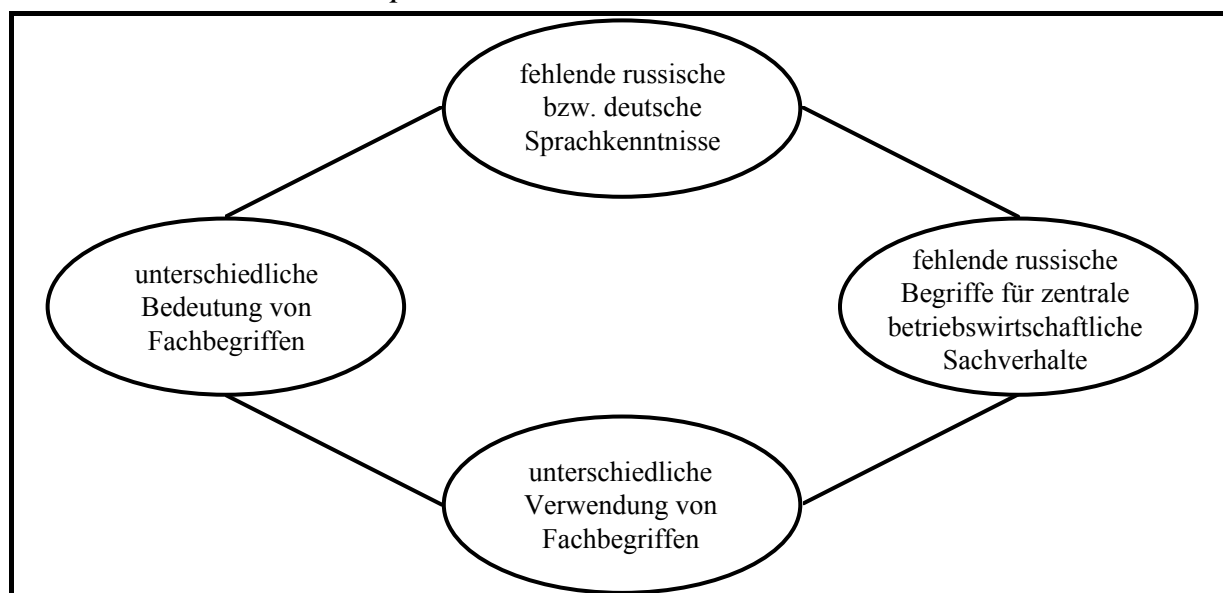 fehlende russische
bzw. deutsche
Sprachkenntnisse
unterschiedliche
Bedeutung von
Fachbegriffen
fehlende russische
Begriffe für zentrale
betriebswirtschaftliche
Sachverhalte
unterschiedliche
Verwendung von
Fachbegriffen